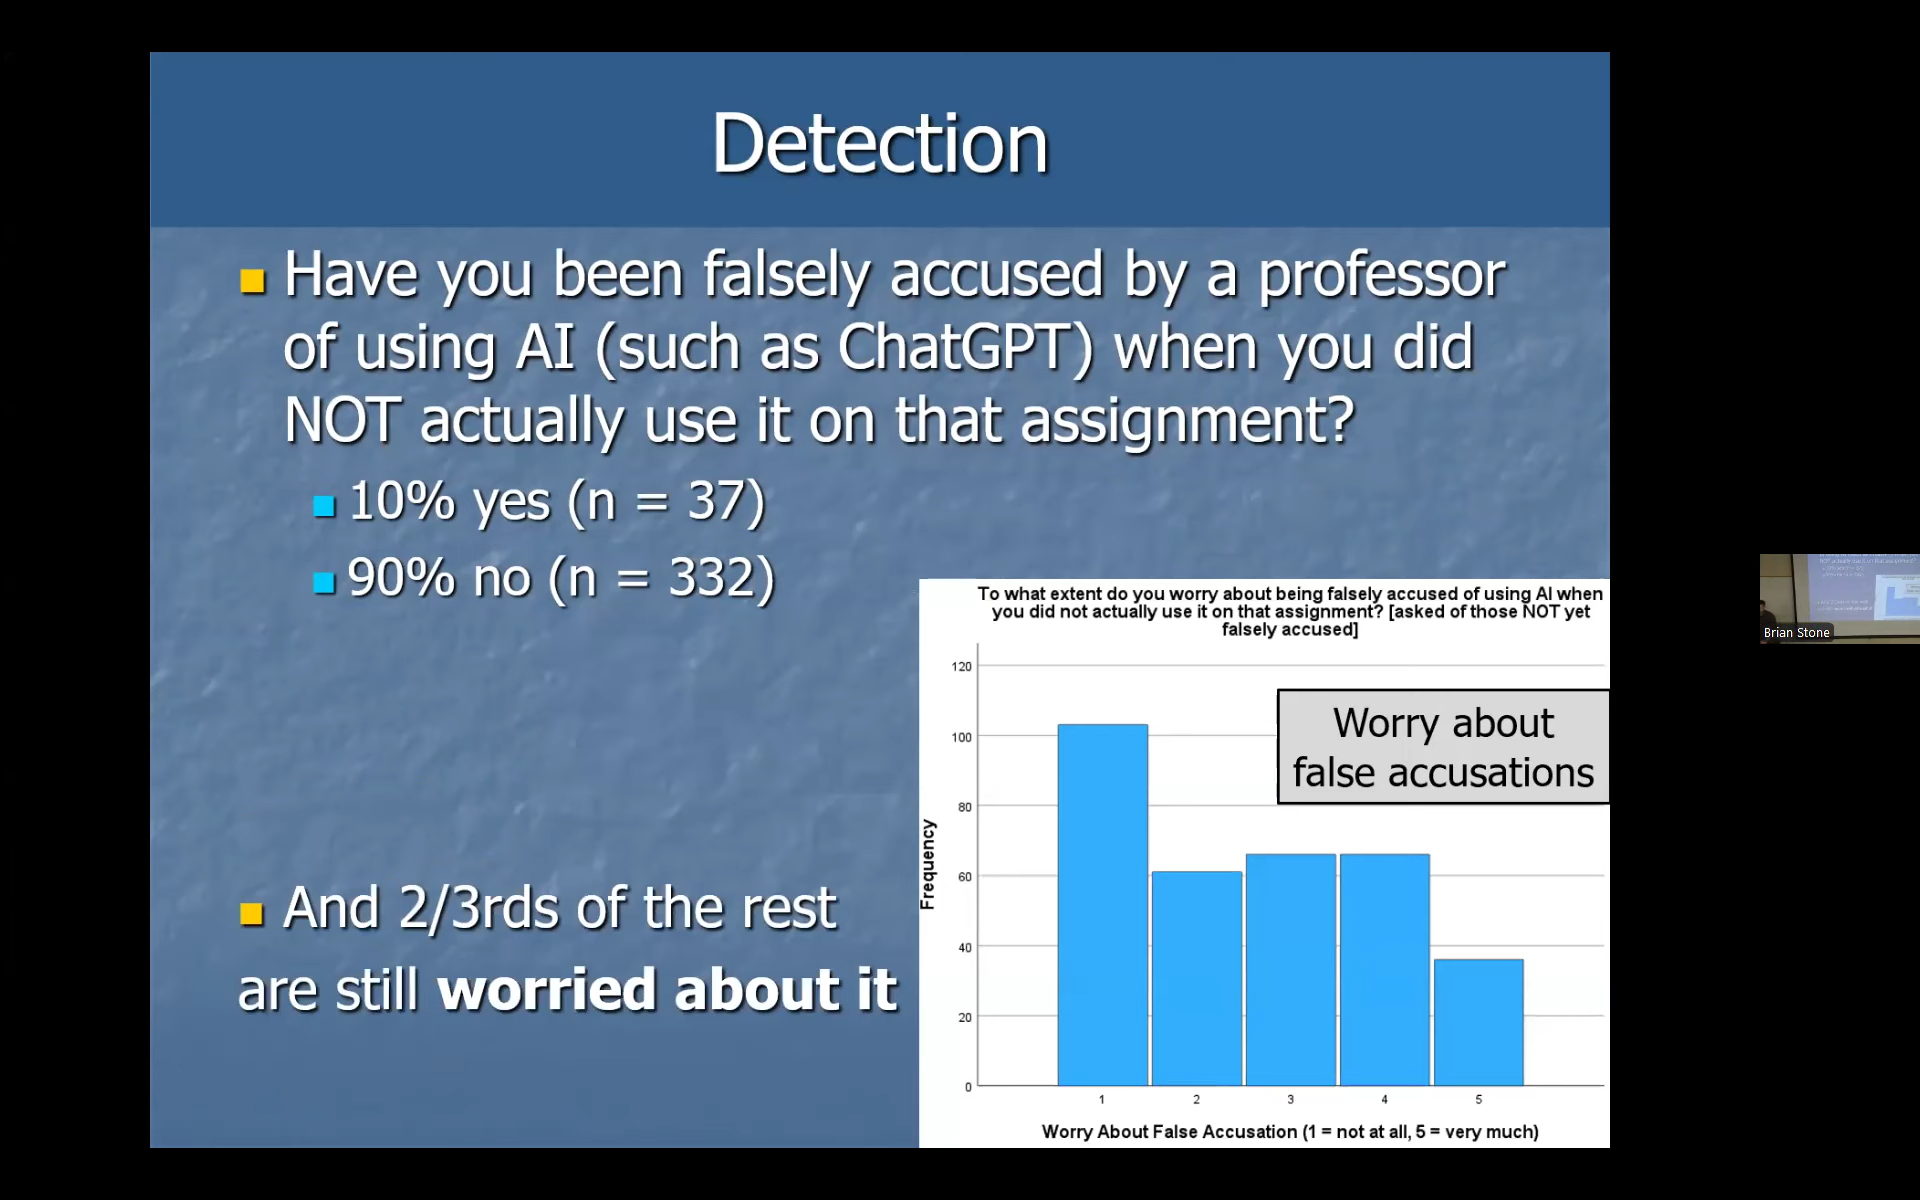 Detection
Have you been falsely accused by a professor
of using AI (such as ChatGPT) when you did
NOT actually use it on that assignment?
10% yes (n = 37)
90% no (n = 332)
And 2/3rds of the rest
are still worried about it
To what extent do you worry about being falsely accused of using AI when
you did not actually use it on that assignment? [asked of those NOT yet
falsely accused]
Worry about
false accusations
Frequency
120
100
80
60
40
20
0
1 2 3 4 5
Worry About False Accusation (1 = not at all, 5 = very much)
Brian Stone